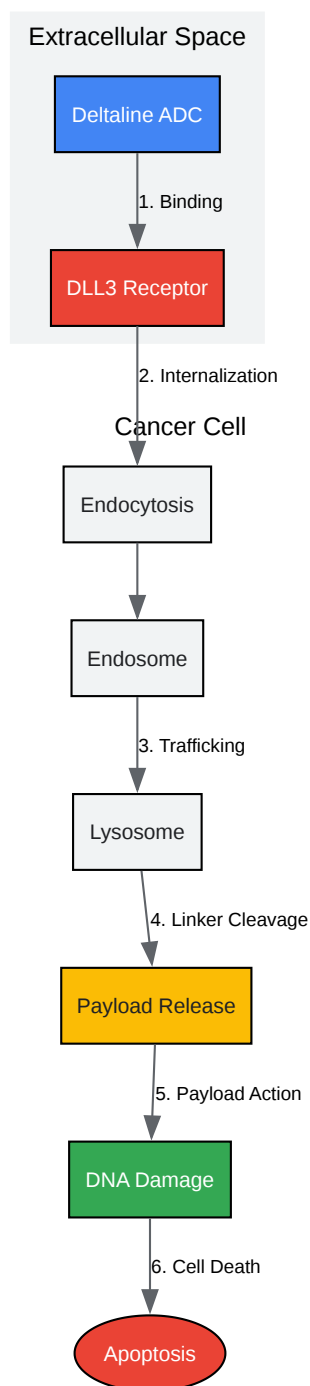 Extracellular Space
Deltaline ADC
1. Binding
DLL3 Receptor
2. Internalization
Cancer Cell
Endocytosis
Endosome
3. Trafficking
Lysosome
4. Linker Cleavage
Payload Release
5. Payload Action
DNA Damage
6. Cell Death
Apoptosis